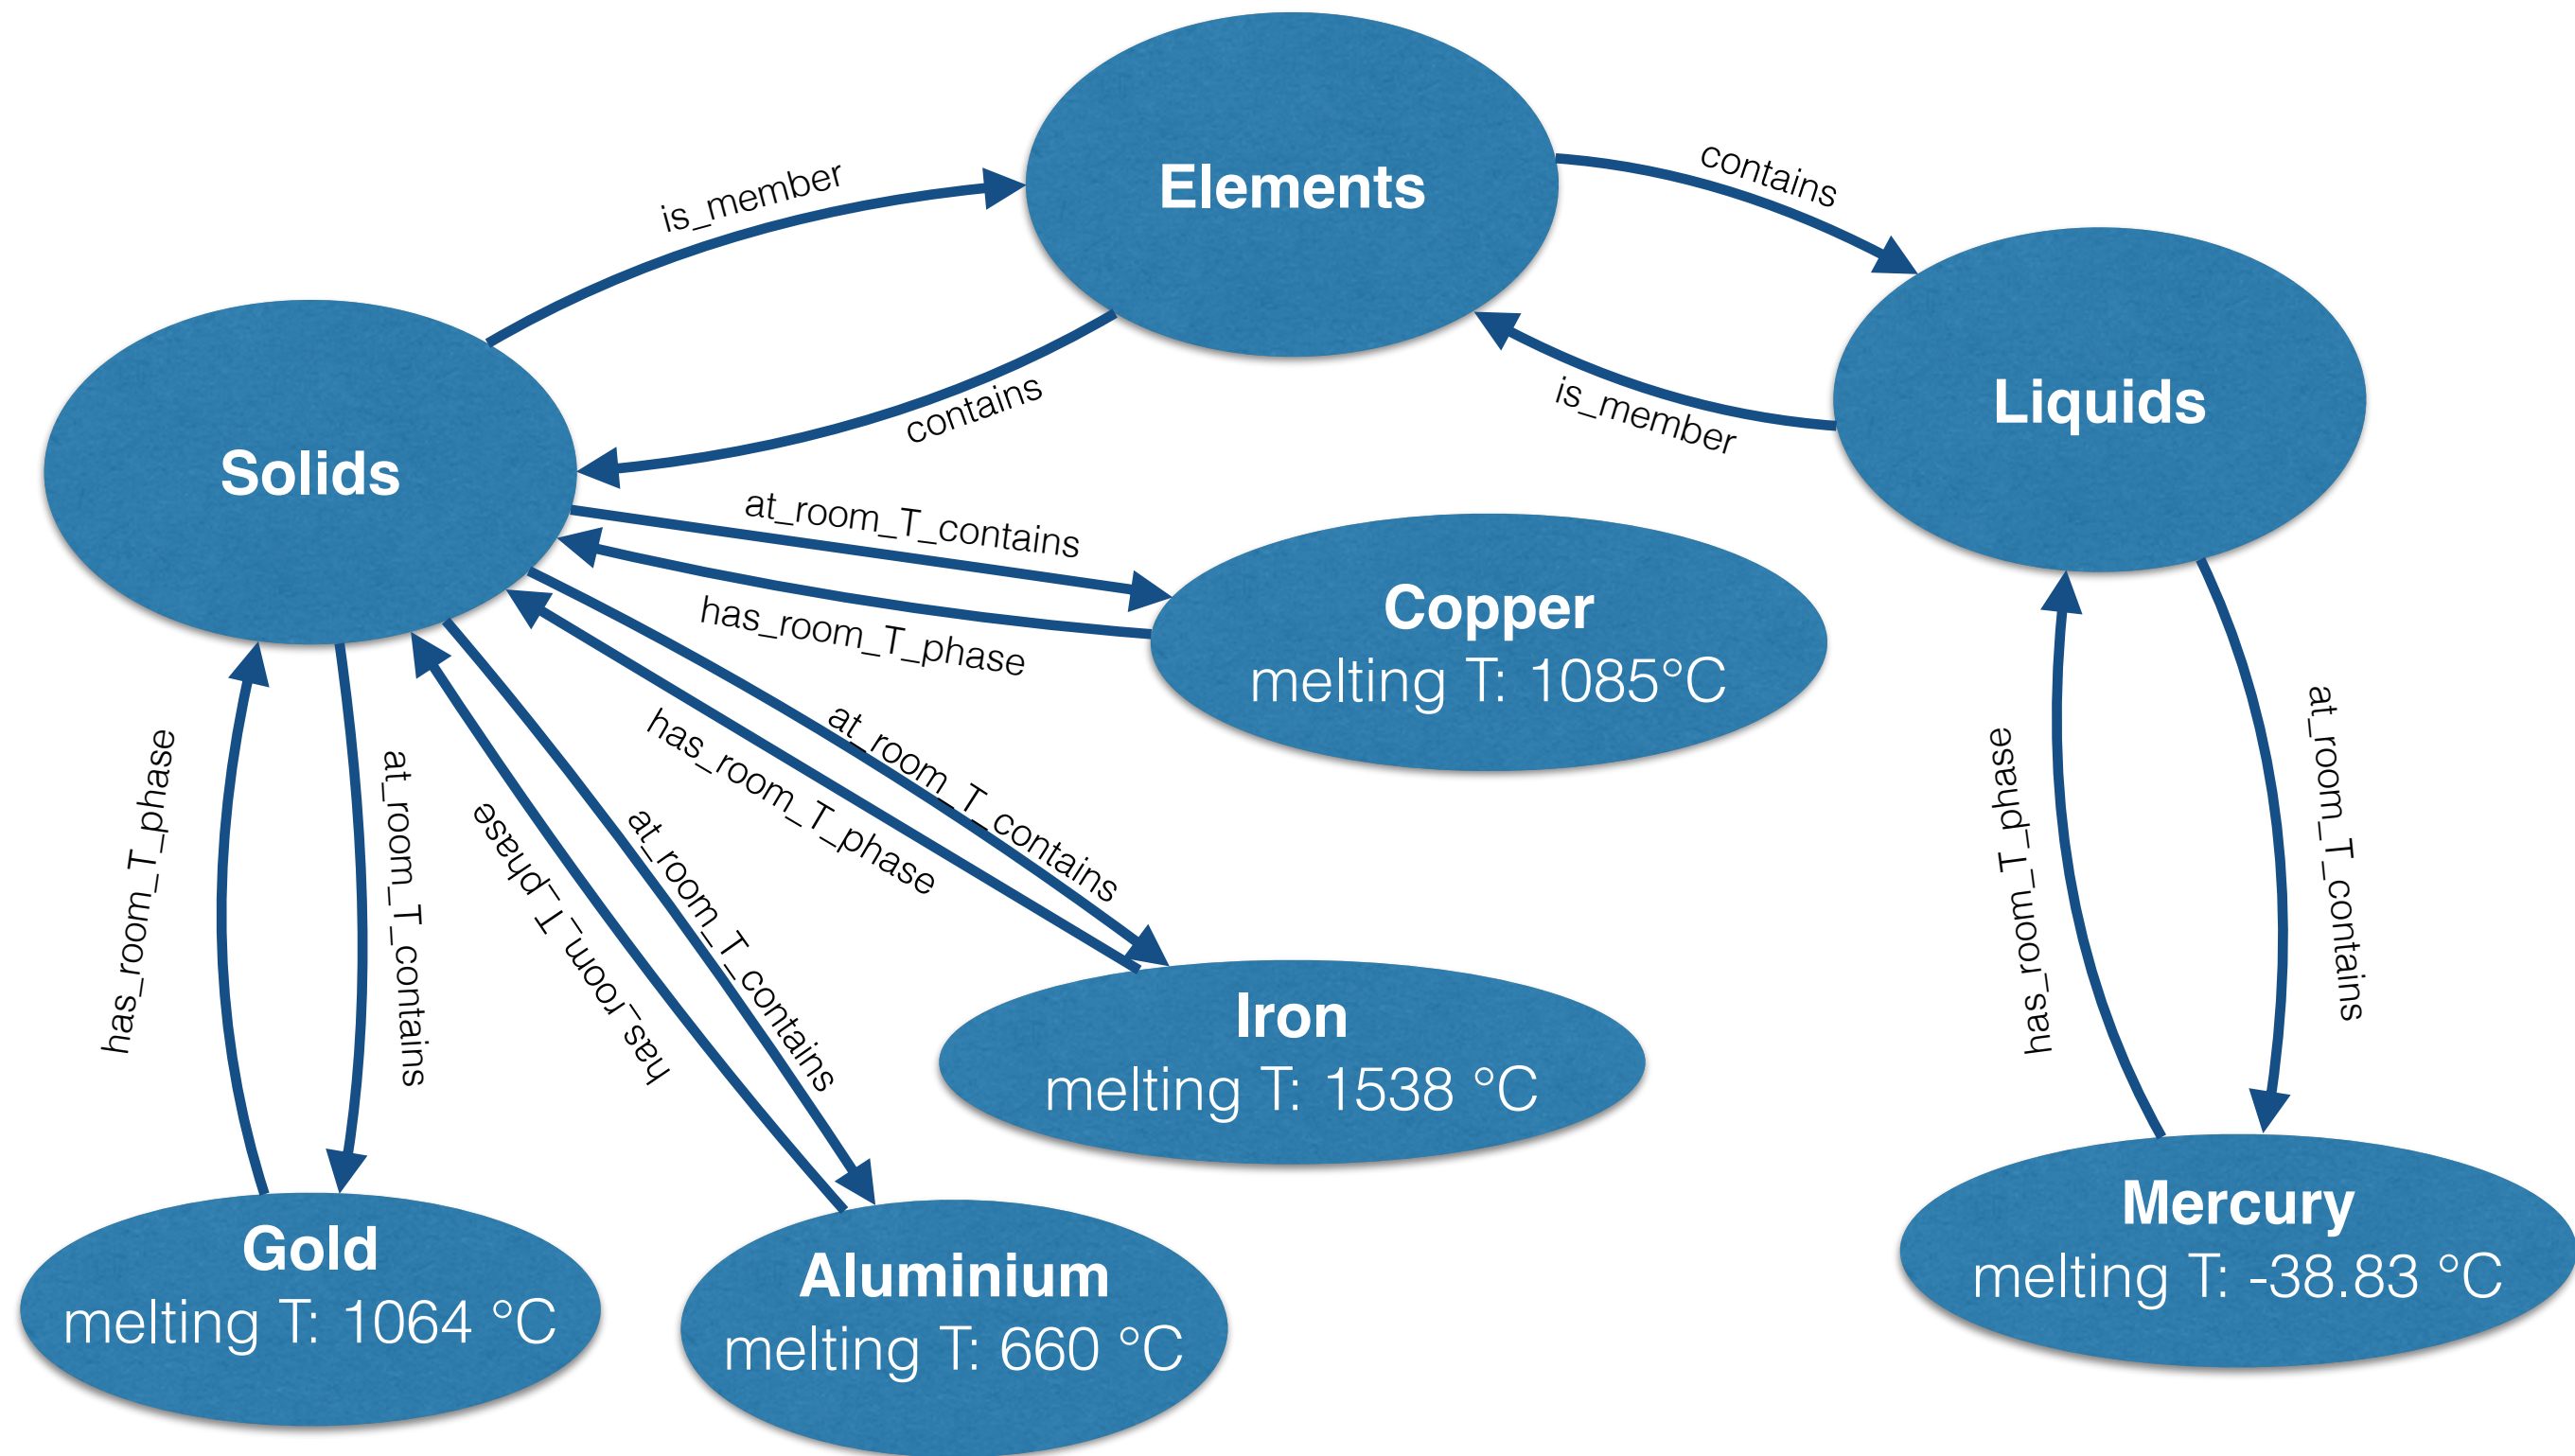 Elements
is_member
contains
contains
is_member
Liquids
Solids
at_room_T_contains
has_room_T_phase
Copper
melting T: 1085°C
at_room_T_contains
has_room_T_phase
at_room_T_contains
has_room_T_phase
has_room_T_phase
at_room_T_contains
has_room_T_phase
at_room_T_contains
Iron
melting T: 1538 °C
Gold
melting T: 1064 °C
Aluminium
melting T: 660 °C
Mercury
melting T: -38.83 °C